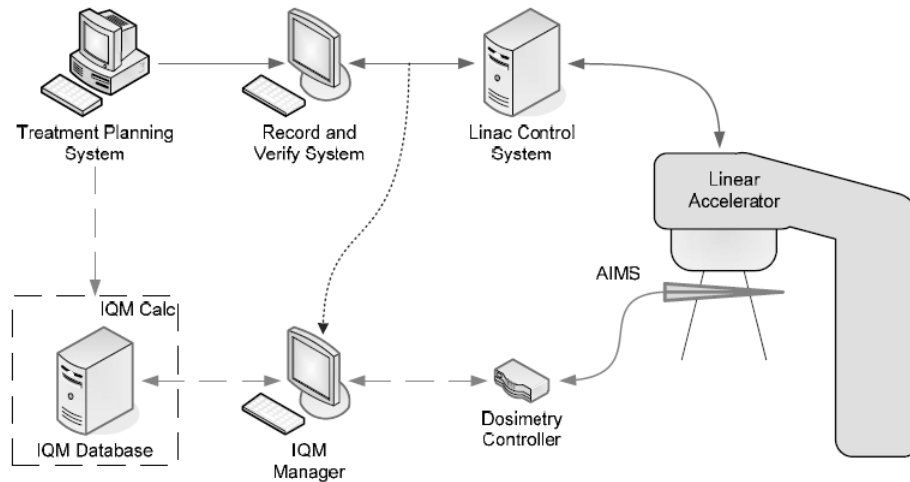 Treatment Planning
System
Record and
Verify System
Linac Control
System
Linear
Accelerator
AIMS
IQM Calc
IQM Database
IQM
Manager
Dosimetry
Controller